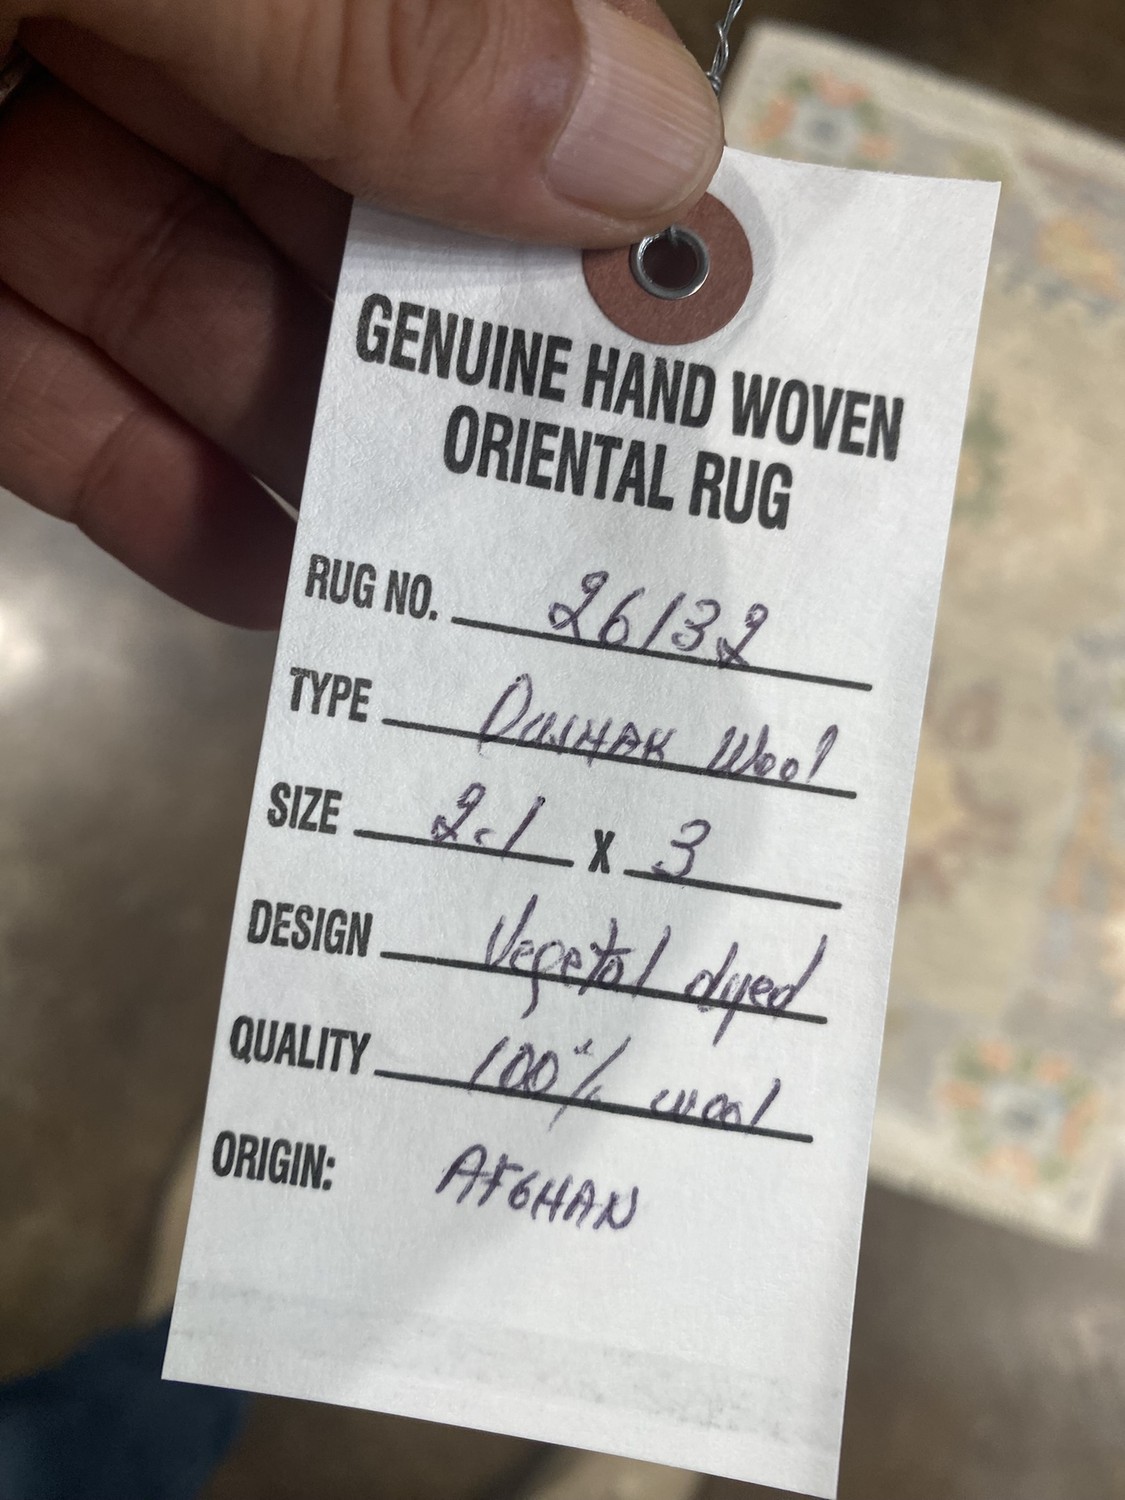 GENUINE HAND WOVEN
ORIENTAL RUG
RUG NO. 26132
TYPE Wool
SIZE 2.1 X 3
DESIGN Vegetal dyed
QUALITY 100% wool
ORIGIN: AFGHAN